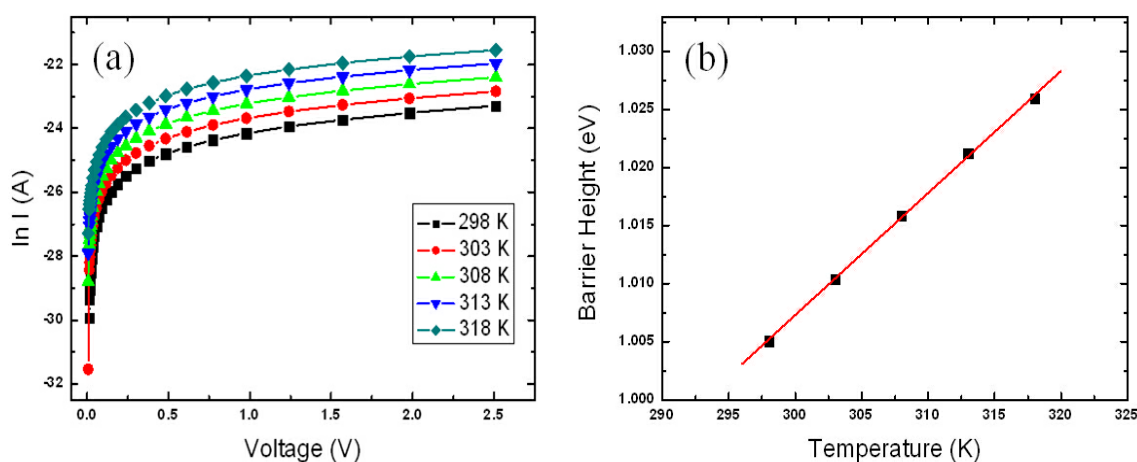 (a)
ln I (A)
-22
-24
-26
-28
-30
-32
0.0 0.5 1.0 1.5 2.0 2.5
Voltage (V)
298 K
303 K
308 K
313 K
318 K
(b)
Barrier Height (eV)
1.030
1.025
1.020
1.015
1.010
1.005
1.000
290 295 300 305 310 315 320 325
Temperature (K)